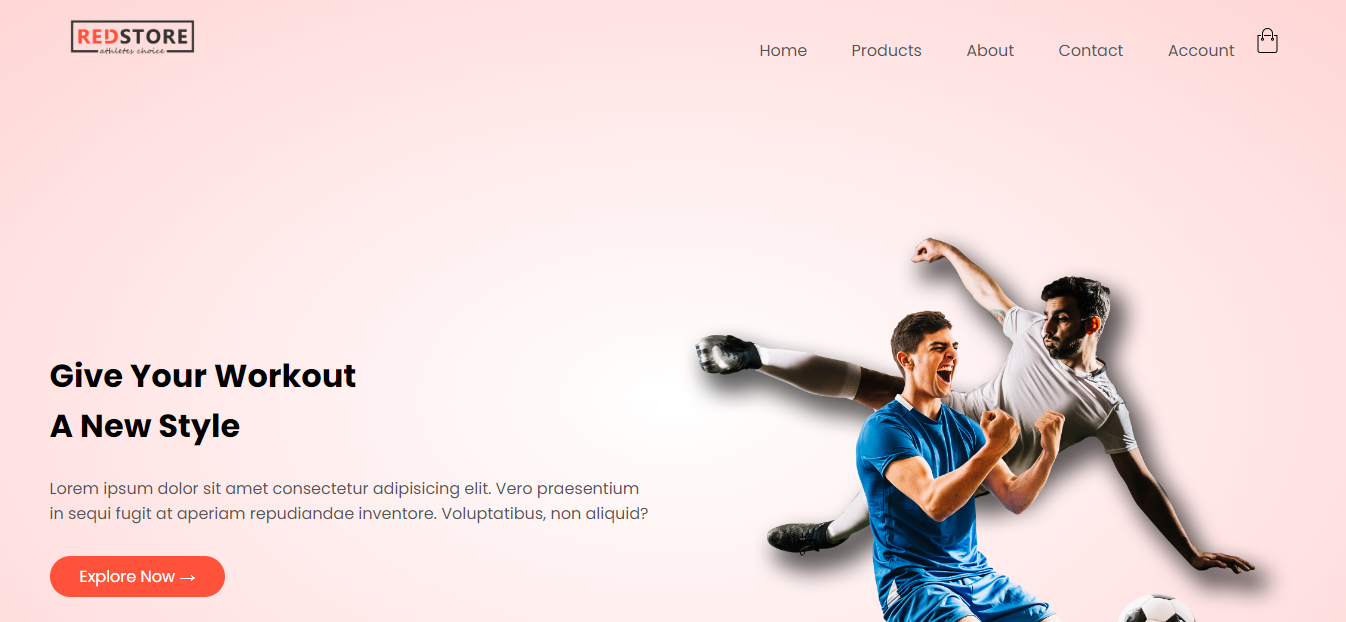 REDSTORE
athletes choice
Home Products About Contact Account
Give Your Workout
A New Style
Lorem ipsum dolor sit amet consectetur adipisicing elit. Vero praesentium
in sequi fugit at aperiam repudiandae inventore. Voluptatibus, non aliquid?
Explore Now →